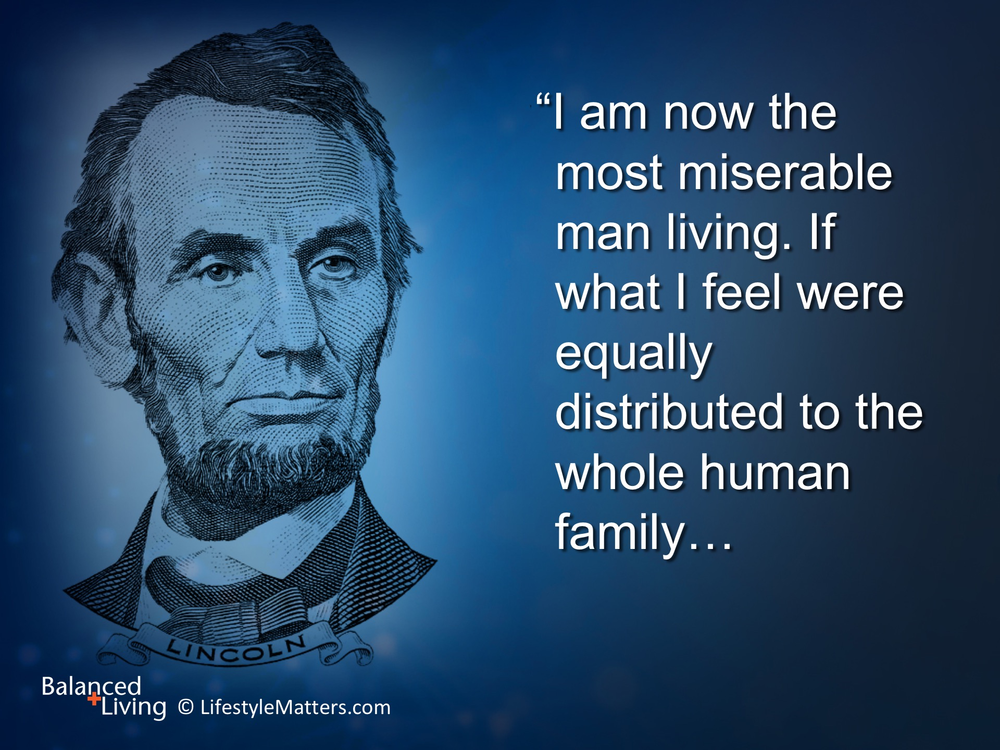 “I am now the
most miserable
man living. If
what I feel were
equally
distributed to the
whole human
family…
LINCOLN
Balanced
+Living © LifestyleMatters.com